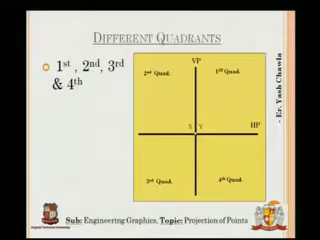 DIFFERENT QUADRANTS
1st , 2nd, 3rd
& 4th
VP
2nd Quad.
1st Quad.
X Y
HP
3rd Quad.
4th Quad.
- Er. Yash Chawla
Sub: Engineering Graphics, Topic: Projection of Points